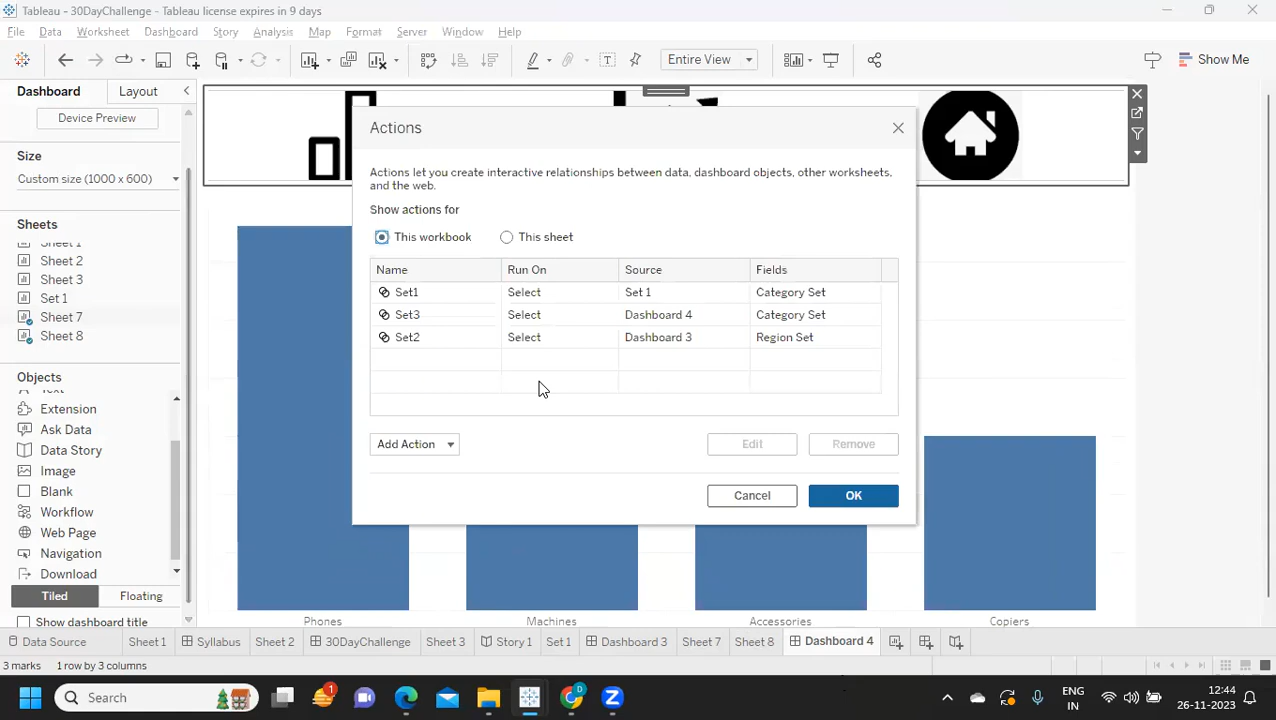 Tableau - 30DayChallenge - Tableau license expires in 9 days
File Data Worksheet Dashboard Story Analysis Map Format Server Window Help
Entire View
Show Me
Dashboard Layout
Device Preview
Size
Custom size (1000 x 600)
Sheets
Sheet 1
Sheet 2
Sheet 3
Set 1
Sheet 7
Sheet 8
Objects
Text
Extension
Ask Data
Data Story
Image
Blank
Workflow
Web Page
Navigation
Download
Tiled Floating
Show dashboard title
Actions
Actions let you create interactive relationships between data, dashboard objects, other worksheets,
and the web.
Show actions for
This workbook This sheet
Name Run On Source Fields
Set1 Select Set 1 Category Set
Set3 Select Dashboard 4 Category Set
Set2 Select Dashboard 3 Region Set
Add Action Edit Remove
Cancel OK
Phones Machines Accessories Copiers
Data Source Sheet 1 Syllabus Sheet 2 30DayChallenge Sheet 3 Story 1 Set 1 Dashboard 3 Sheet 7 Sheet 8 Dashboard 4
3 marks 1 row by 3 columns
Search
1
D
ENG
IN
12:44
26-11-2023